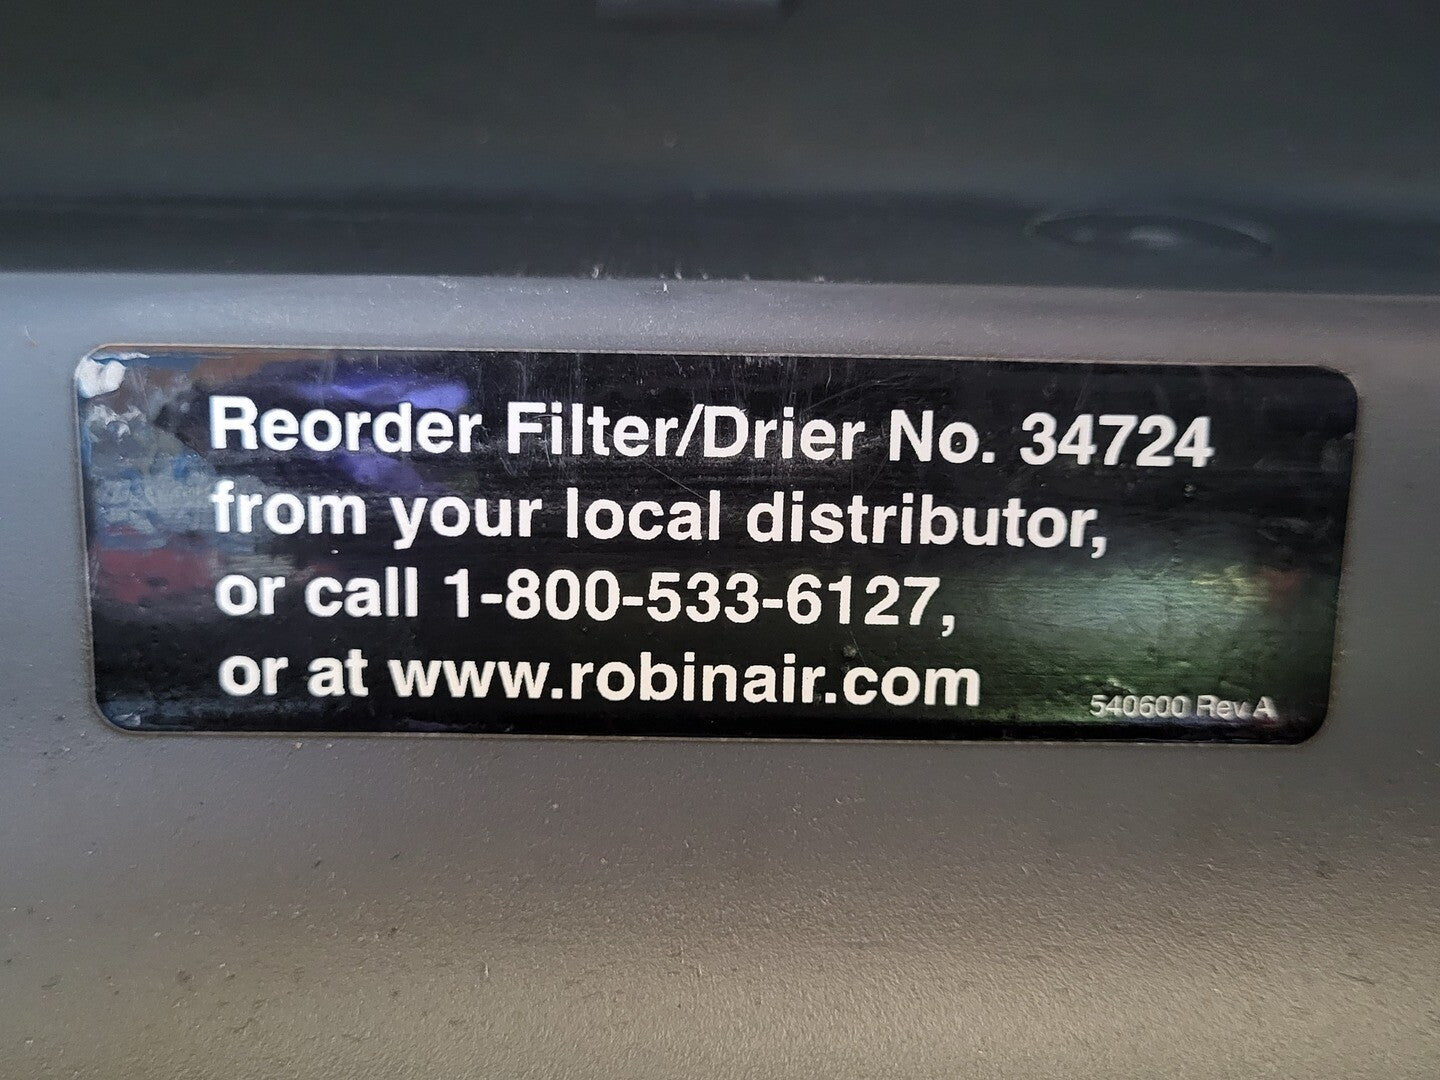 Reorder Filter/Drier No. 34724
from your local distributor,
or call 1-800-533-6127,
or at www.robinair.com
540600 Rev A